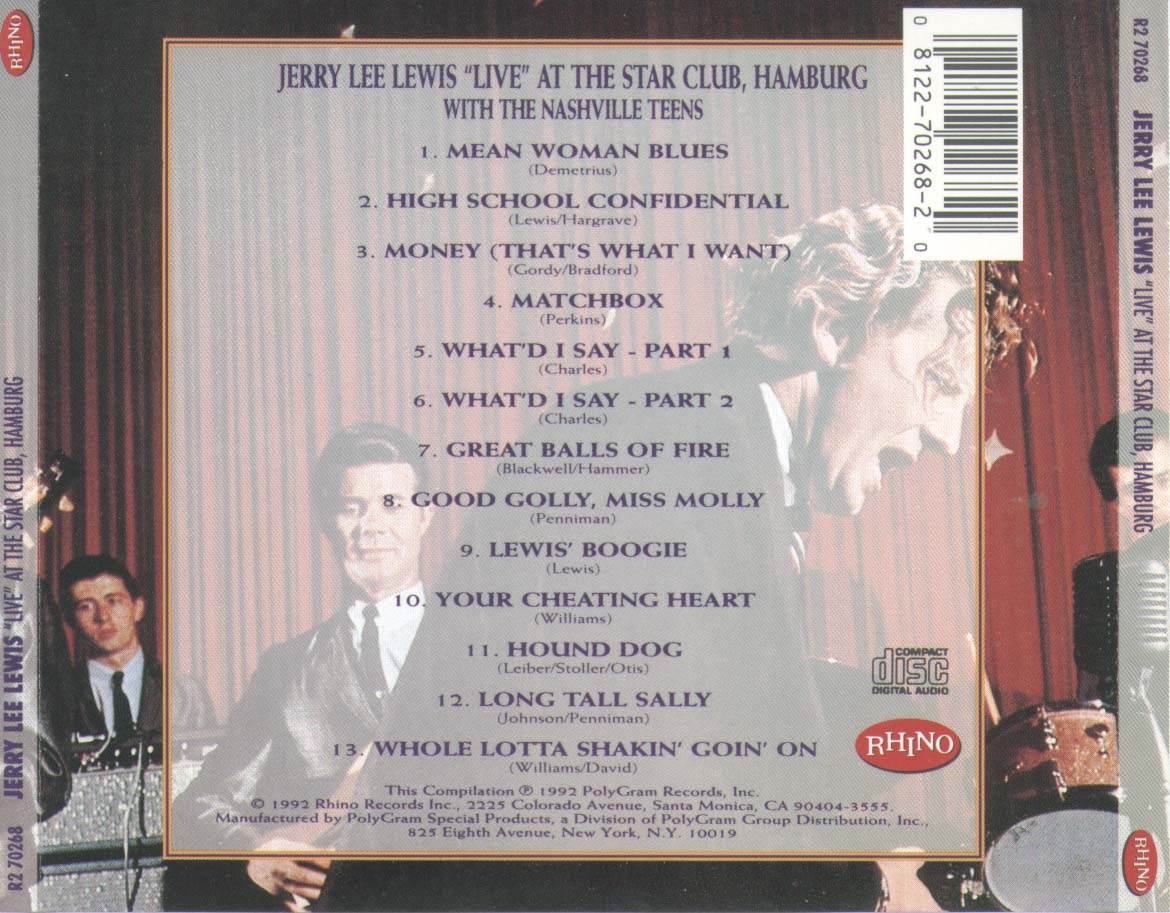 JERRY LEE LEWIS "LIVE" AT THE STAR CLUB, HAMBURG
WITH THE NASHVILLE TEENS
1. MEAN WOMAN BLUES
(Demetrius)
2. HIGH SCHOOL CONFIDENTIAL
(Lewis/Hargrave)
3. MONEY (THAT'S WHAT I WANT)
(Gordy/Bradford)
4. MATCHBOX
(Perkins)
5. WHAT'D I SAY - PART 1
(Charles)
6. WHAT'D I SAY - PART 2
(Charles)
7. GREAT BALLS OF FIRE
(Blackwell/Hammer)
8. GOOD GOLLY, MISS MOLLY
(Penniman)
9. LEWIS' BOOGIE
(Lewis)
10. YOUR CHEATING HEART
(Williams)
11. HOUND DOG
(Leiber/Stoller/Otis)
12. LONG TALL SALLY
(Johnson/Penniman)
13. WHOLE LOTTA SHAKIN' GOIN' ON
(Williams/David)
This Compilation ℗ 1992 PolyGram Records, Inc.
© 1992 Rhino Records Inc., 2225 Colorado Avenue, Santa Monica, CA 90404-3555.
Manufactured by PolyGram Special Products, a Division of PolyGram Group Distribution, Inc.,
825 Eighth Avenue, New York, N.Y. 10019
COMPACT
disc
DIGITAL AUDIO
RHINO
0 8122-70268-2 0
R2 70268 JERRY LEE LEWIS "LIVE" AT THE STAR CLUB, HAMBURG
RHINO
R2 70268 JERRY LEE LEWIS "LIVE" AT THE STAR CLUB, HAMBURG
RHINO